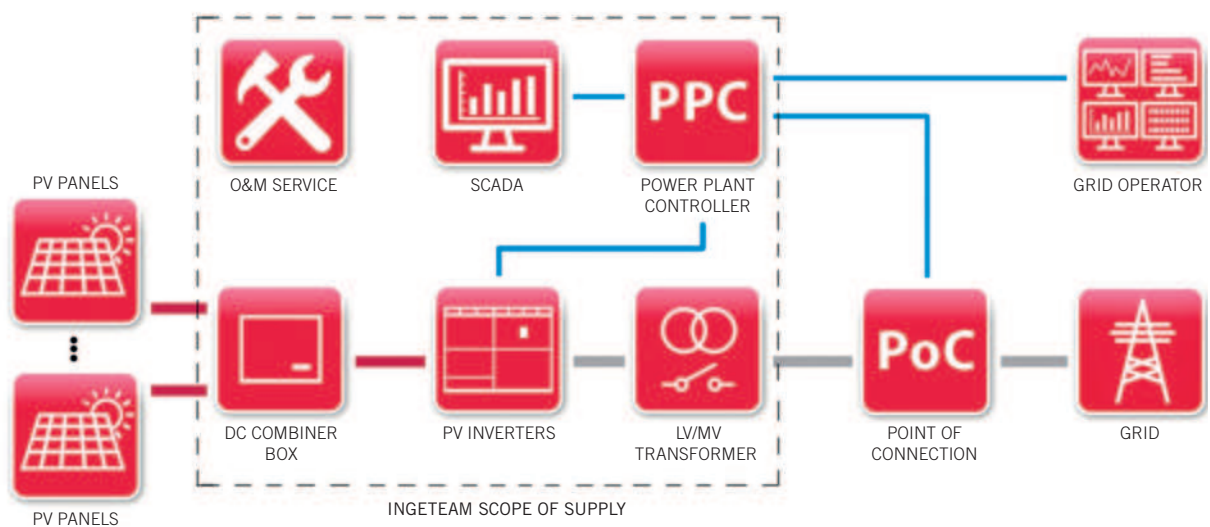 PPC
O&M SERVICE
SCADA
POWER PLANT
CONTROLLER
GRID OPERATOR
PV PANELS
PoC
DC COMBINER
BOX
PV INVERTERS
LV/MV
TRANSFORMER
POINT OF
CONNECTION
GRID
INGETEAM SCOPE OF SUPPLY
PV PANELS